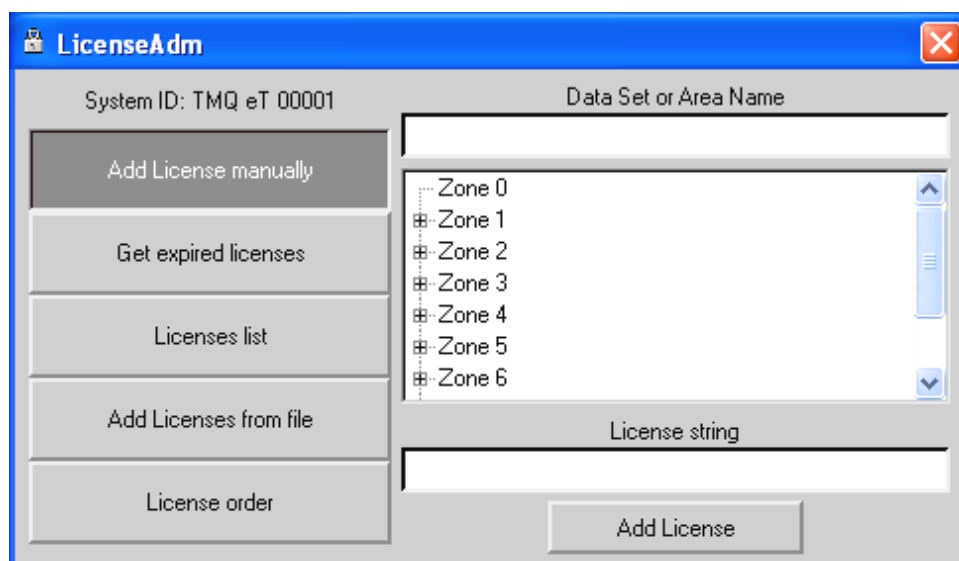 LicenseAdm
System ID: TMQ eT 00001
Add License manually
Get expired licenses
Licenses list
Add Licenses from file
License order
Data Set or Area Name
Zone 0
Zone 1
Zone 2
Zone 3
Zone 4
Zone 5
Zone 6
License string
Add License